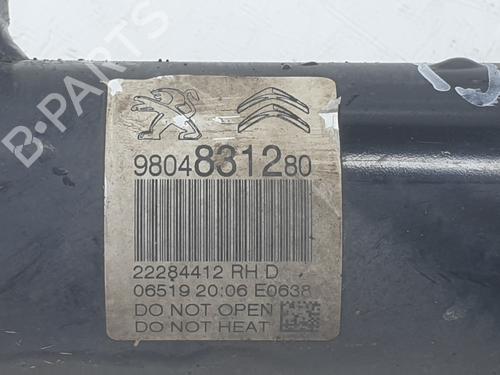 B-PARTS
9804831280
22284412 RH D
06519 20:06 E0638
DO NOT OPEN
DO NOT HEAT